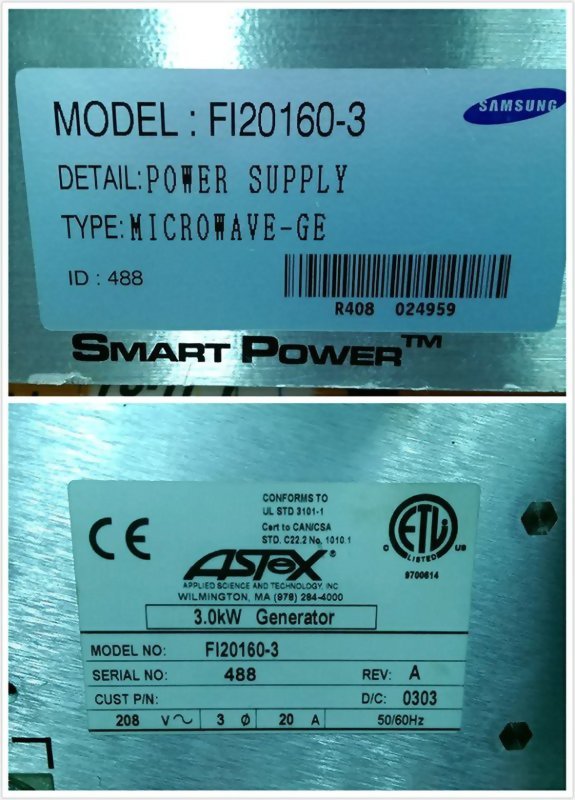 SAMSUNG
MODEL : FI20160-3
DETAIL:POWER SUPPLY
TYPE:MICROWAVE-GE
ID : 488
R408 024959
SMART POWER™
CE
CONFORMS TO
UL STD 3101-1
Cert to CAN/CSA
STD. C22.2 No. 1010.1
C ETL US
LISTED
9700614
ASTeX®
APPLIED SCIENCE AND TECHNOLOGY, INC.
WILMINGTON, MA (978) 284-4000
3.0kW Generator
MODEL NO: FI20160-3
SERIAL NO: 488 REV: A
CUST P/N: D/C: 0303
208 V~ 3 Ø 20 A 50/60Hz